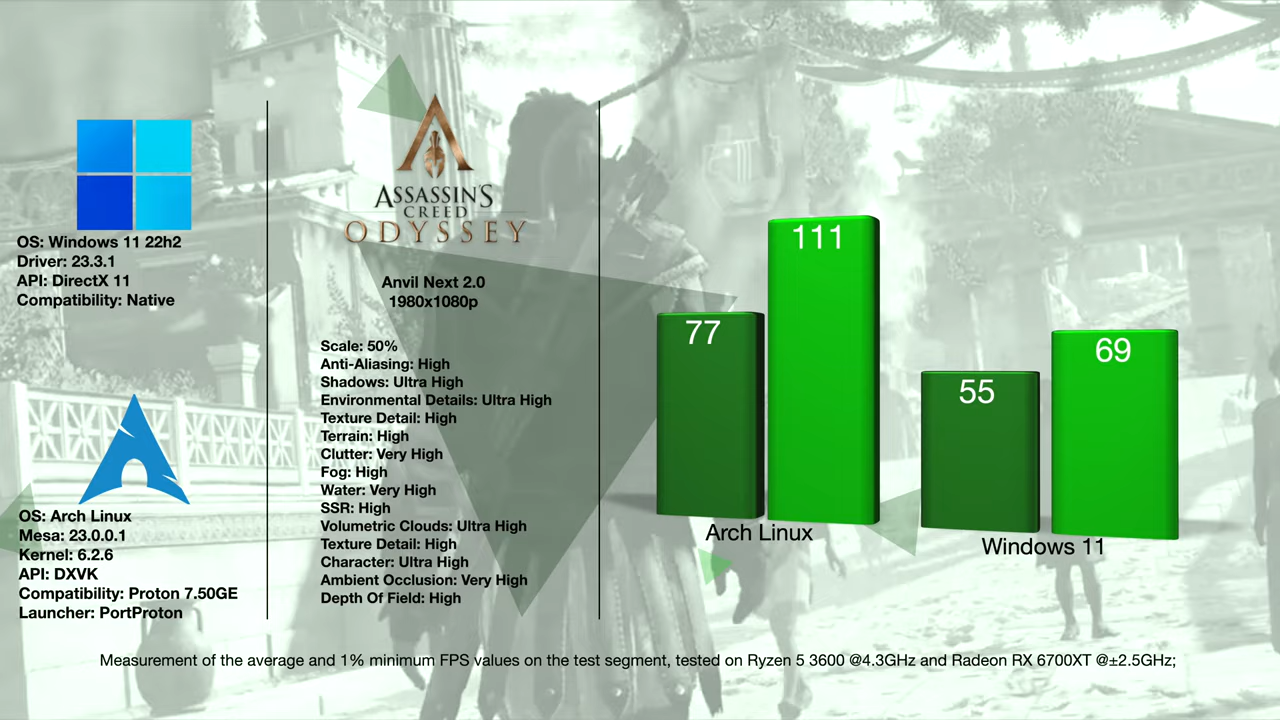 OS: Windows 11 22h2
Driver: 23.3.1
API: DirectX 11
Compatibility: Native
OS: Arch Linux
Mesa: 23.0.0.1
Kernel: 6.2.6
API: DXVK
Compatibility: Proton 7.50GE
Launcher: PortProton
ASSASSIN'S
CREED
ODYSSEY
Anvil Next 2.0
1980x1080p
Scale: 50%
Anti-Aliasing: High
Shadows: Ultra High
Environmental Details: Ultra High
Texture Detail: High
Terrain: High
Clutter: Very High
Fog: High
Water: Very High
SSR: High
Volumetric Clouds: Ultra High
Texture Detail: High
Character: Ultra High
Ambient Occlusion: Very High
Depth Of Field: High
77
111
Arch Linux
55
69
Windows 11
Measurement of the average and 1% minimum FPS values on the test segment, tested on Ryzen 5 3600 @4.3GHz and Radeon RX 6700XT @±2.5GHz;